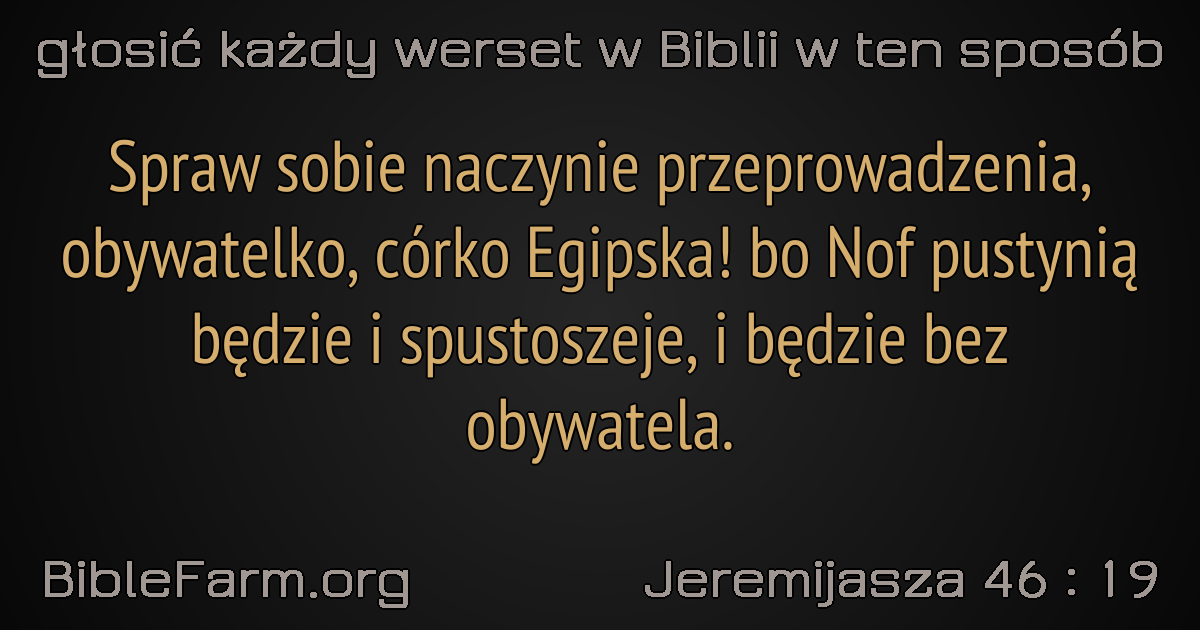 głosić każdy werset w Biblii w ten sposób
Spraw sobie naczynie przeprowadzenia,
obywatelko, córko Egipska! bo Nof pustynią
będzie i spustoszeje, i będzie bez
obywatela.
BibleFarm.org
Jeremijasza 46 : 19